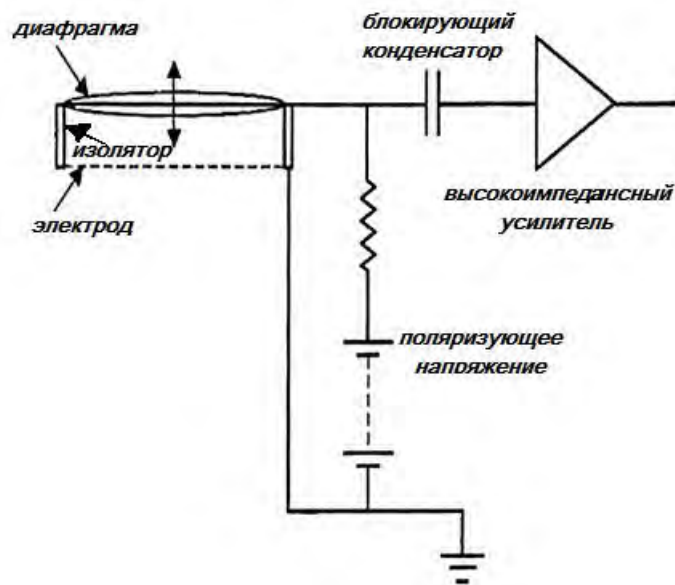 диафрагма
изолятор
электрод
блокирующий
конденсатор
высокоимпедансный
усилитель
поляризующее
напряжение